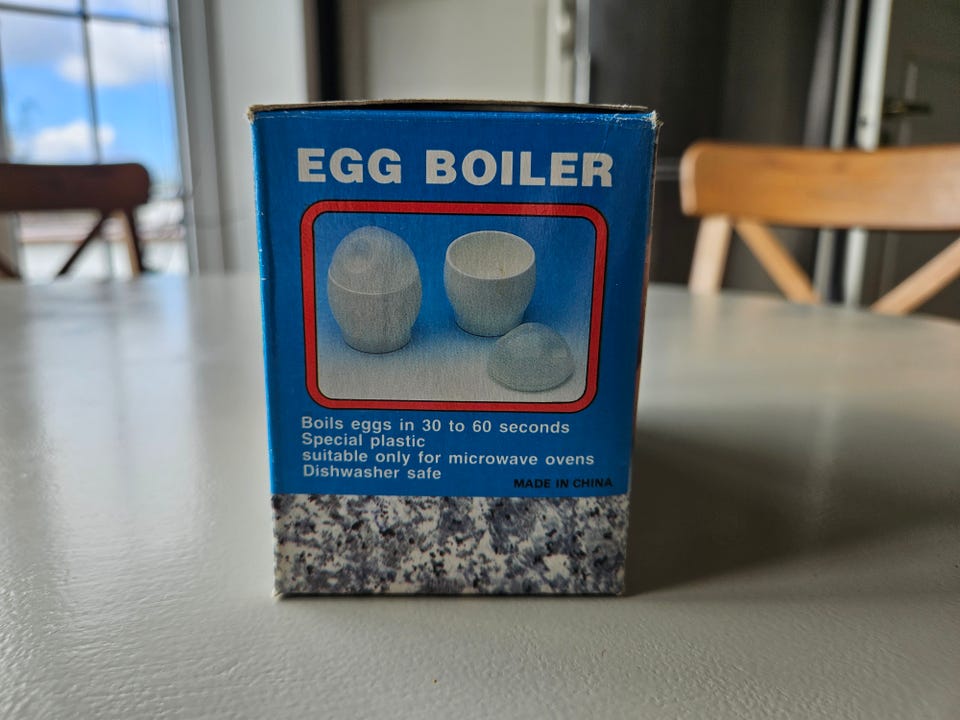 EGG BOILER
Boils eggs in 30 to 60 seconds
Special plastic
suitable only for microwave ovens
Dishwasher safe
MADE IN CHINA